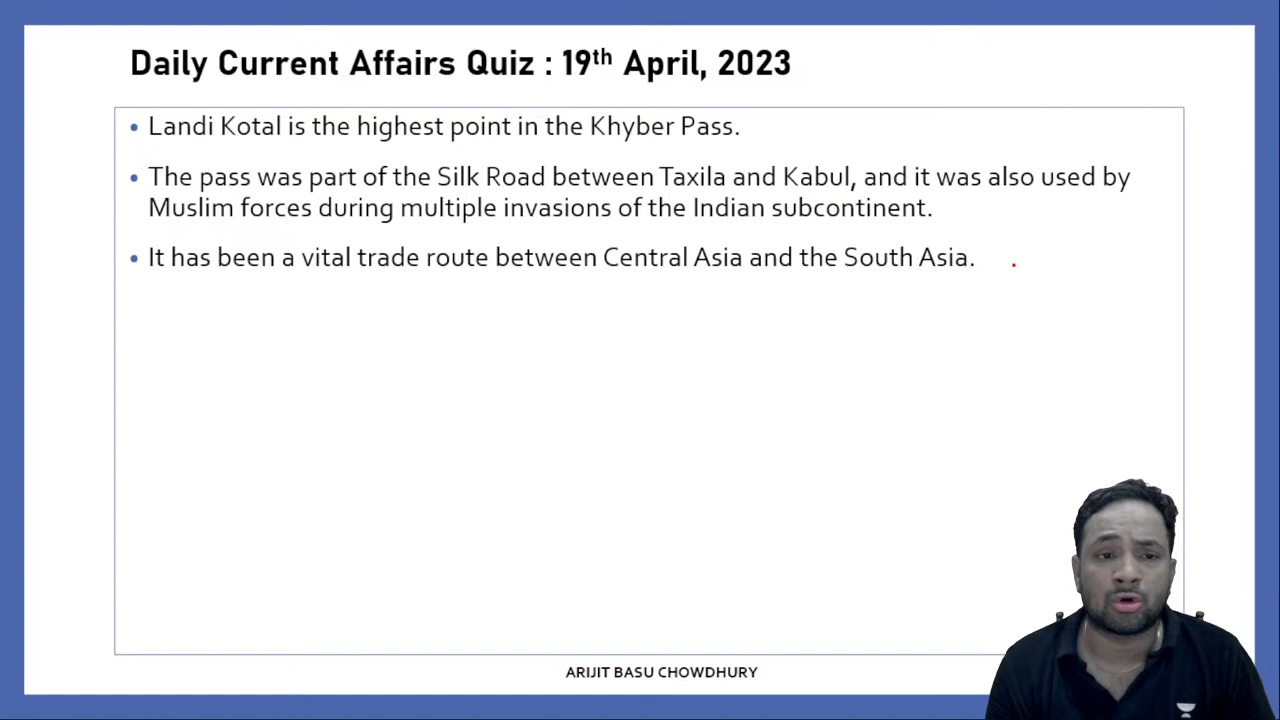 Daily Current Affairs Quiz : 19th April, 2023
• Landi Kotal is the highest point in the Khyber Pass.
• The pass was part of the Silk Road between Taxila and Kabul, and it was also used by
Muslim forces during multiple invasions of the Indian subcontinent.
• It has been a vital trade route between Central Asia and the South Asia.
ARIJIT BASU CHOWDHURY